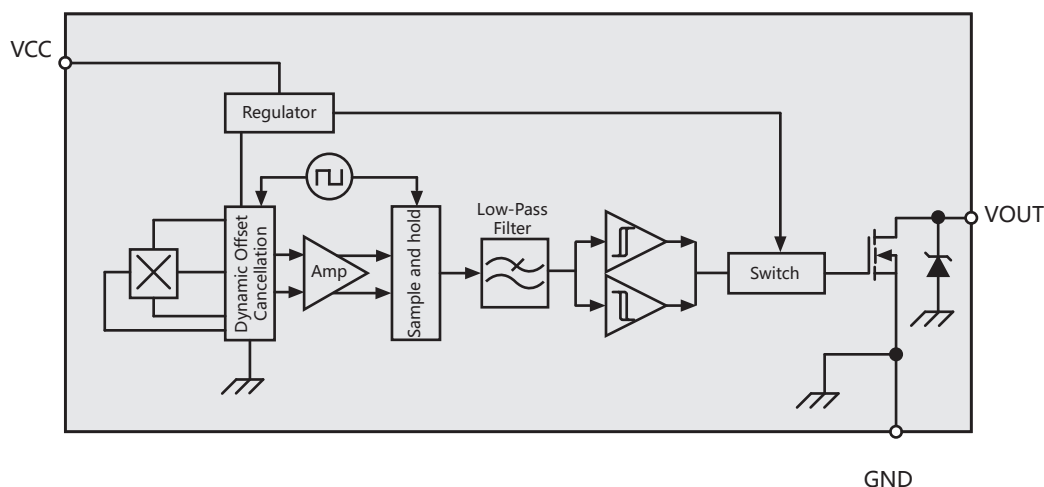 VCC
Regulator
Low-Pass
Filter
VOUT
Dynamic Offset
Cancellation
Amp
Sample and hold
Switch
GND